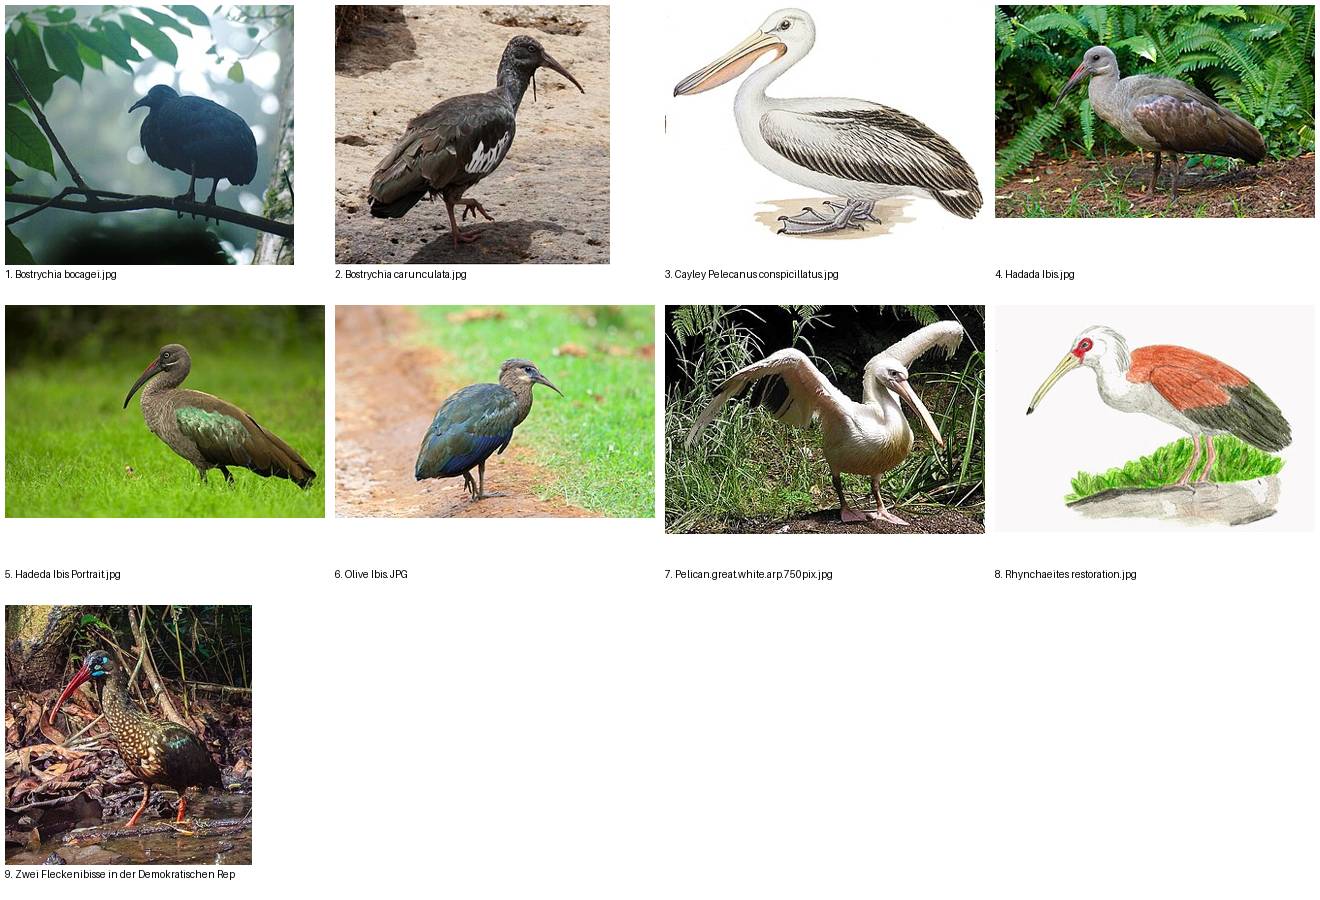 1. Bostrychia bocagei.jpg
2. Bostrychia carunculata.jpg
3. Cayley Pelecanus conspicillatus.jpg
4. Hadada Ibis.jpg
5. Hadeda Ibis Portrait.jpg
6. Olive Ibis.JPG
7. Pelican.great.white.arp.750pix.jpg
8. Rhynchaeites restoration.jpg
9. Zwei Fleckenibisse in der Demokratischen Rep